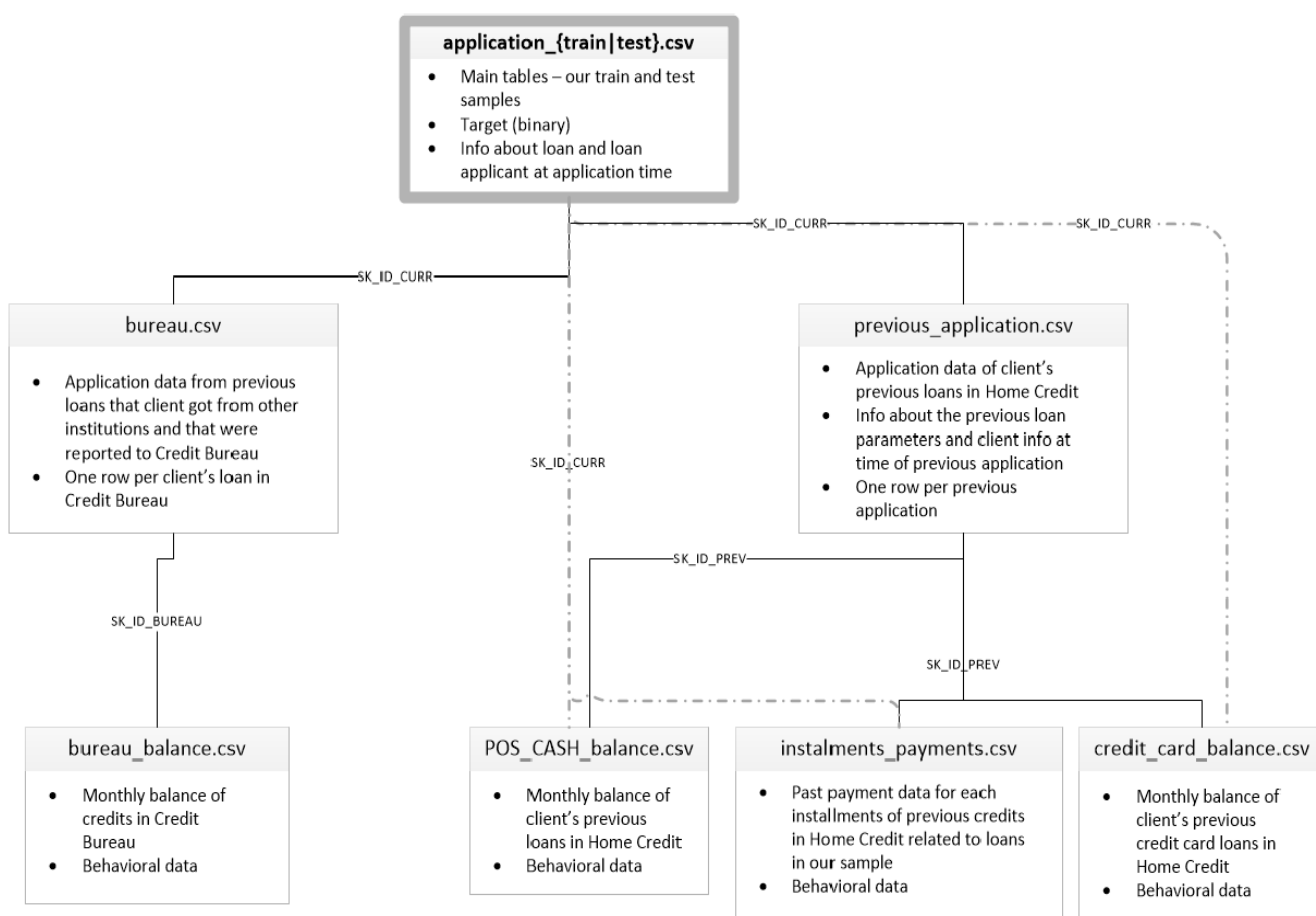 application_{train|test}.csv
• Main tables – our train and test
samples
• Target (binary)
• Info about loan and loan
applicant at application time
SK_ID_CURR
SK_ID_CURR
SK_ID_CURR
bureau.csv
• Application data from previous
loans that client got from other
institutions and that were
reported to Credit Bureau
• One row per client's loan in
Credit Bureau
previous_application.csv
• Application data of client's
previous loans in Home Credit
• Info about the previous loan
parameters and client info at
time of previous application
• One row per previous
application
SK_ID_CURR
SK_ID_PREV
SK_ID_BUREAU
SK_ID_PREV
bureau_balance.csv
• Monthly balance of
credits in Credit
Bureau
• Behavioral data
POS_CASH_balance.csv
• Monthly balance of
client's previous
loans in Home Credit
• Behavioral data
instalments_payments.csv
• Past payment data for each
installments of previous credits
in Home Credit related to loans
in our sample
• Behavioral data
credit_card_balance.csv
• Monthly balance of
client's previous
credit card loans in
Home Credit
• Behavioral data